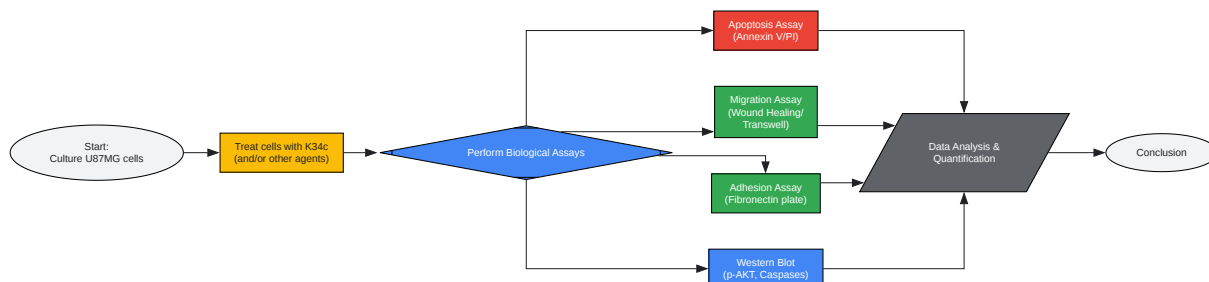 Start:
Culture U87MG cells
Treat cells with K34c
(and/or other agents)
Perform Biological Assays
Apoptosis Assay
(Annexin V/PI)
Migration Assay
(Wound Healing/
Transwell)
Adhesion Assay
(Fibronectin plate)
Western Blot
(p-AKT, Caspases)
Data Analysis &
Quantification
Conclusion